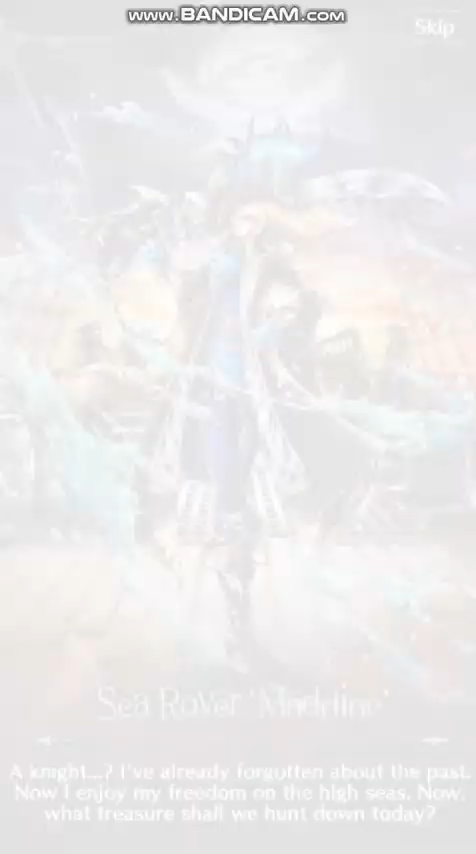 www.BANDICAM.com
Skip
Sea Rover 'Madeline'
A knight...? I've already forgotten about the past.
Now I enjoy my freedom on the high seas. Now,
what treasure shall we hunt down today?